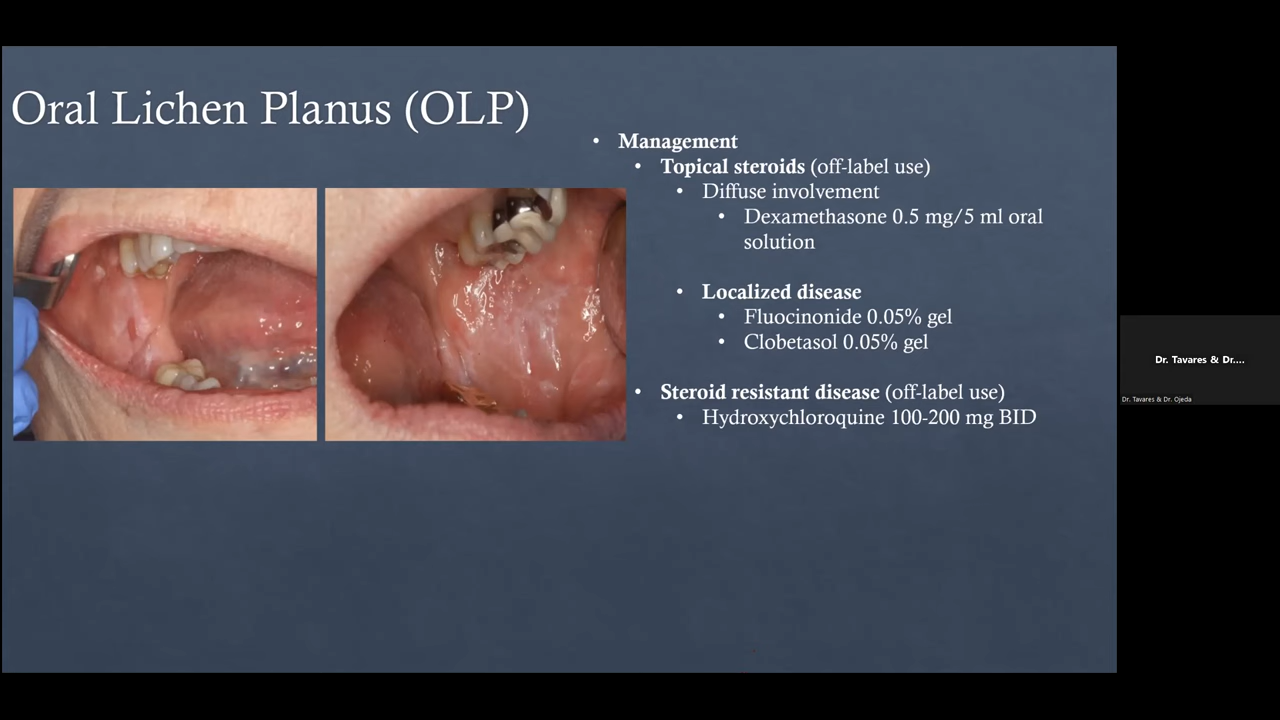 Oral Lichen Planus (OLP)
• Management
• Topical steroids (off-label use)
• Diffuse involvement
• Dexamethasone 0.5 mg/5 ml oral
solution
• Localized disease
• Fluocinonide 0.05% gel
• Clobetasol 0.05% gel
• Steroid resistant disease (off-label use)
• Hydroxychloroquine 100-200 mg BID
Dr. Tavares & Dr....
Dr. Tavares & Dr. Ojeda